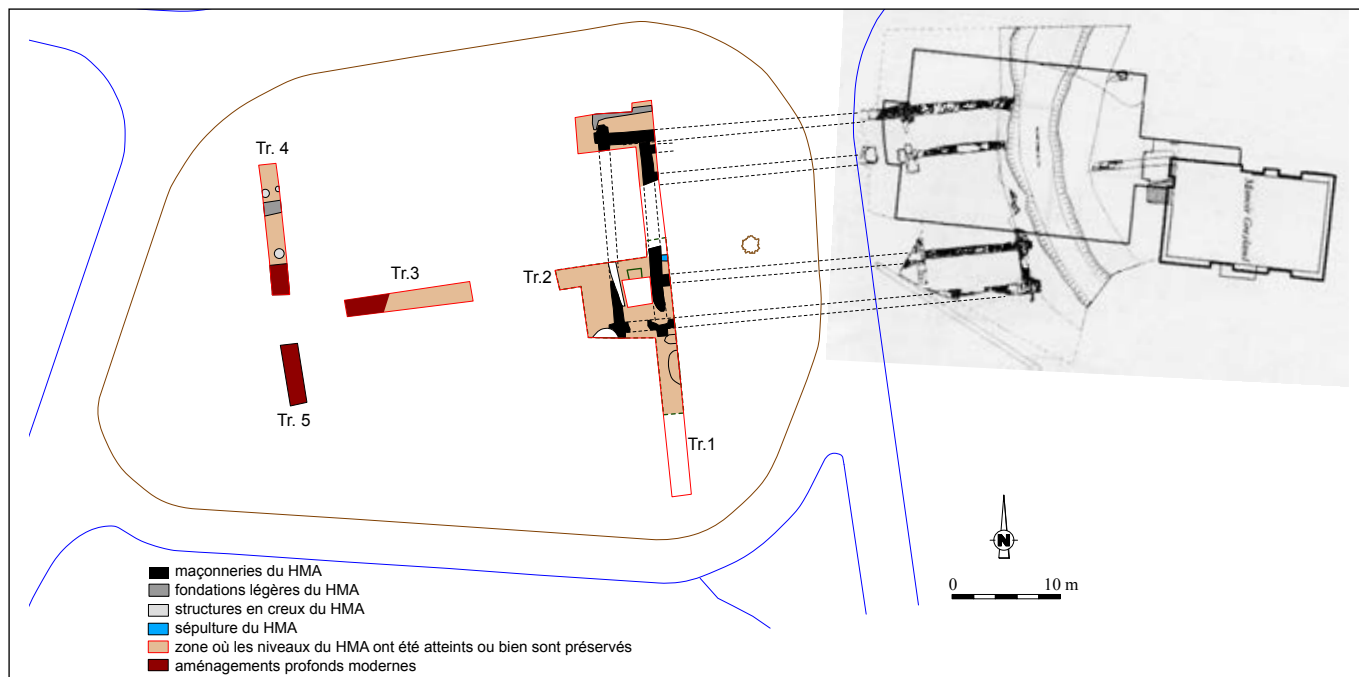 Tr. 4
Tr.3
Tr.2
Tr. 5
Tr.1
Manoir
N
0 10 m
maçonneries du HMA
fondations légères du HMA
structures en creux du HMA
sépulture du HMA
zone où les niveaux du HMA ont été atteints ou bien sont préservés
aménagements profonds modernes